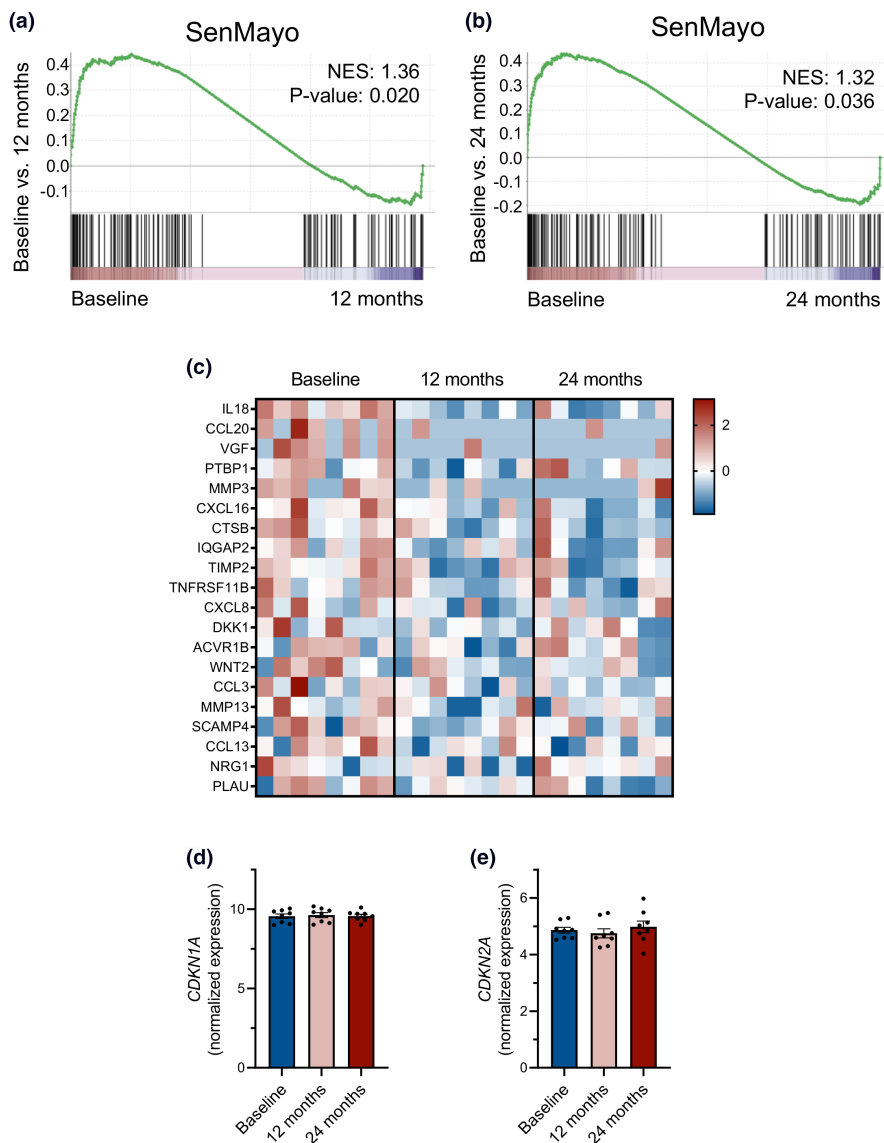 (a)
SenMayo
Baseline vs. 12 months
0.4
0.3
0.2
0.1
0.0
-0.1
NES: 1.36
P-value: 0.020
Baseline
12 months
(b)
SenMayo
Baseline vs. 24 months
0.4
0.3
0.2
0.1
0.0
-0.1
-0.2
NES: 1.32
P-value: 0.036
Baseline
24 months
(c)
Baseline
12 months
24 months
IL18
CCL20
VGF
PTBP1
MMP3
CXCL16
CTSB
IQGAP2
TIMP2
TNFRSF11B
CXCL8
DKK1
ACVR1B
WNT2
CCL3
MMP13
SCAMP4
CCL13
NRG1
PLAU
2
0
(d)
CDKN1A
(normalized expression)
10
5
0
Baseline
12 months
24 months
(e)
CDKN2A
(normalized expression)
6
4
2
0
Baseline
12 months
24 months